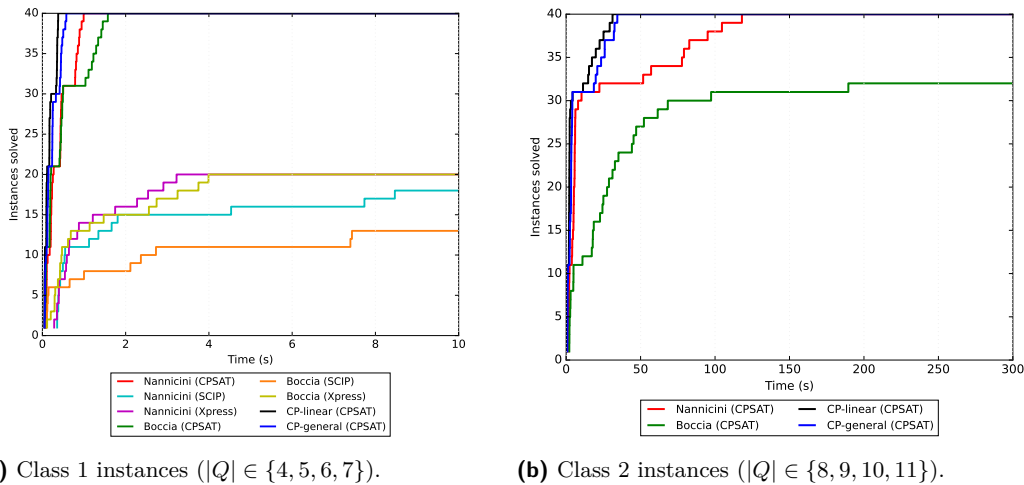 40
35
30
25
20
15
10
5
0
Instances solved
0 2 4 6 8 10
Time (s)
Nannicini (CPSAT) Boccia (SCIP)
Nannicini (SCIP) Boccia (Xpress)
Nannicini (Xpress) CP-linear (CPSAT)
Boccia (CPSAT) CP-general (CPSAT)
) Class 1 instances (|Q| ∈ {4, 5, 6, 7}).
40
35
30
25
20
15
10
5
0
Instances solved
0 50 100 150 200 250 300
Time (s)
Nannicini (CPSAT) CP-linear (CPSAT)
Boccia (CPSAT) CP-general (CPSAT)
(b) Class 2 instances (|Q| ∈ {8, 9, 10, 11}).